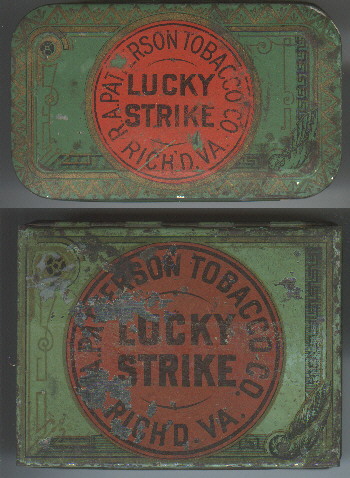 R.A. PATTERSON TOBACCO CO.
LUCKY
STRIKE
RICH'D. VA.
R.A. PATTERSON TOBACCO CO.
LUCKY
STRIKE
RICH'D. VA.